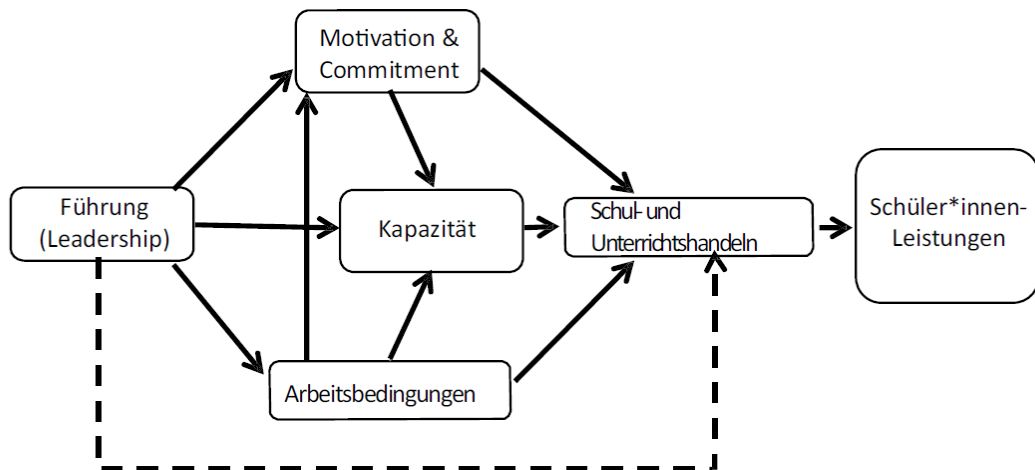 Motivation &
Commitment
Führung
(Leadership)
Kapazität
Schul- und
Unterrichtshandeln
Schüler*innen-
Leistungen
Arbeitsbedingungen